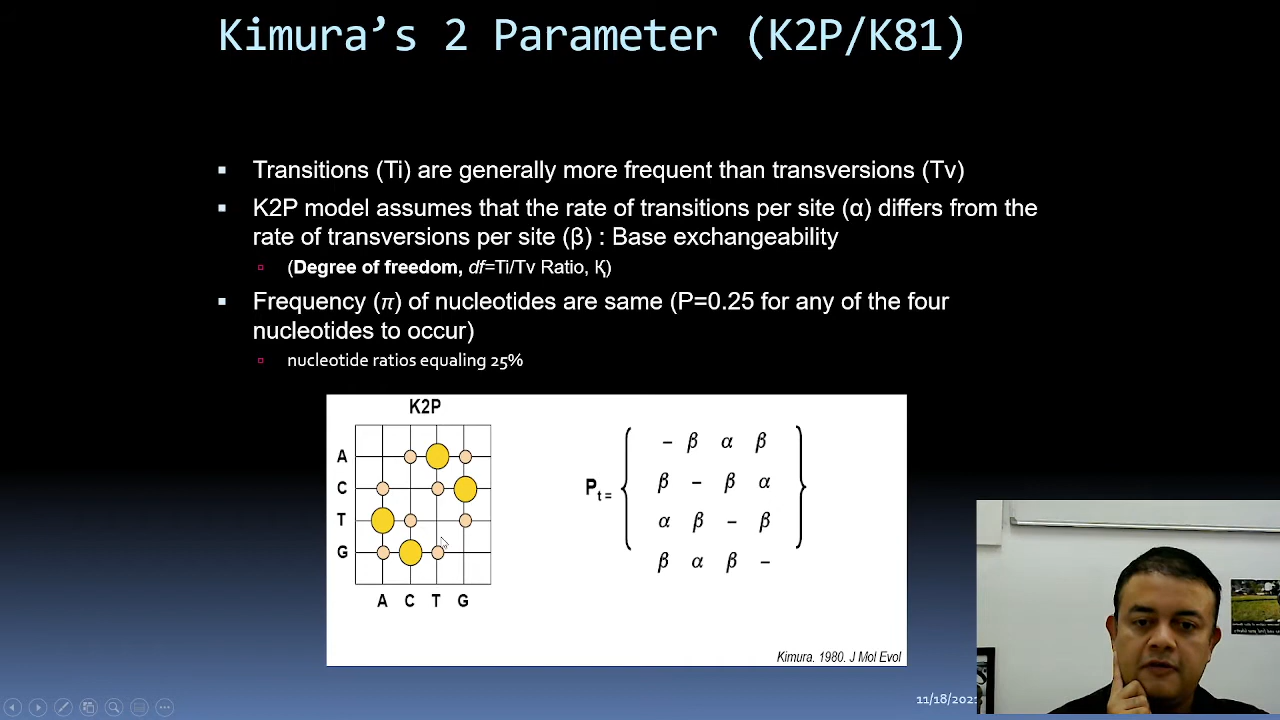 Kimura’s 2 Parameter (K2P/K81)
▪ Transitions (Ti) are generally more frequent than transversions (Tv)
▪ K2P model assumes that the rate of transitions per site (α) differs from the
rate of transversions per site (β) : Base exchangeability
▫ (Degree of freedom, df=Ti/Tv Ratio, Қ)
▪ Frequency (π) of nucleotides are same (P=0.25 for any of the four
nucleotides to occur)
▫ nucleotide ratios equaling 25%
K2P
A
C
T
G
A C T G
P t =
– β α β
β – β α
α β – β
β α β –
Kimura. 1980. J Mol Evol